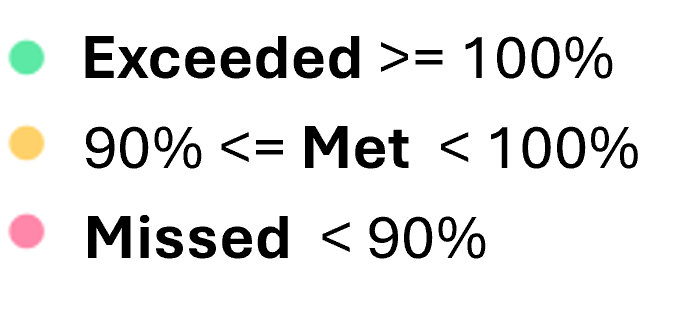 Exceeded >= 100%
90% <= Met < 100%
Missed < 90%